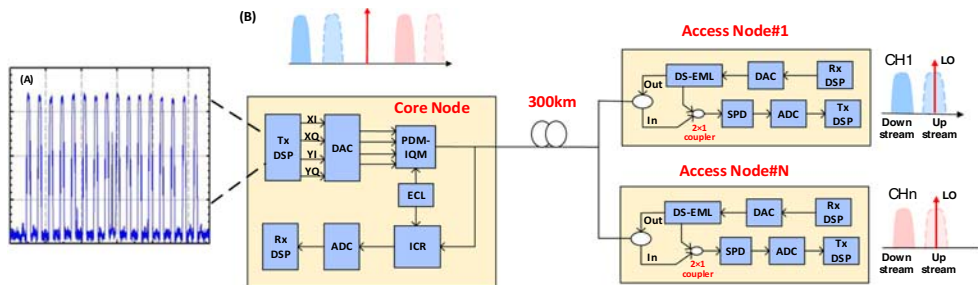 (A)
(B)
Core Node
Tx
DSP
XI
XQ
YI
YQ
DAC
PDM-
IQM
ECL
ICR
ADC
Rx
DSP
300km
Access Node#1
Out
In
DS-EML
DAC
Rx
DSP
2×1
coupler
SPD
ADC
Tx
DSP
CH1
LO
Down
stream
Up
stream
Access Node#N
Out
In
DS-EML
DAC
Rx
DSP
2×1
coupler
SPD
ADC
Tx
DSP
CHn
LO
Down
stream
Up
stream